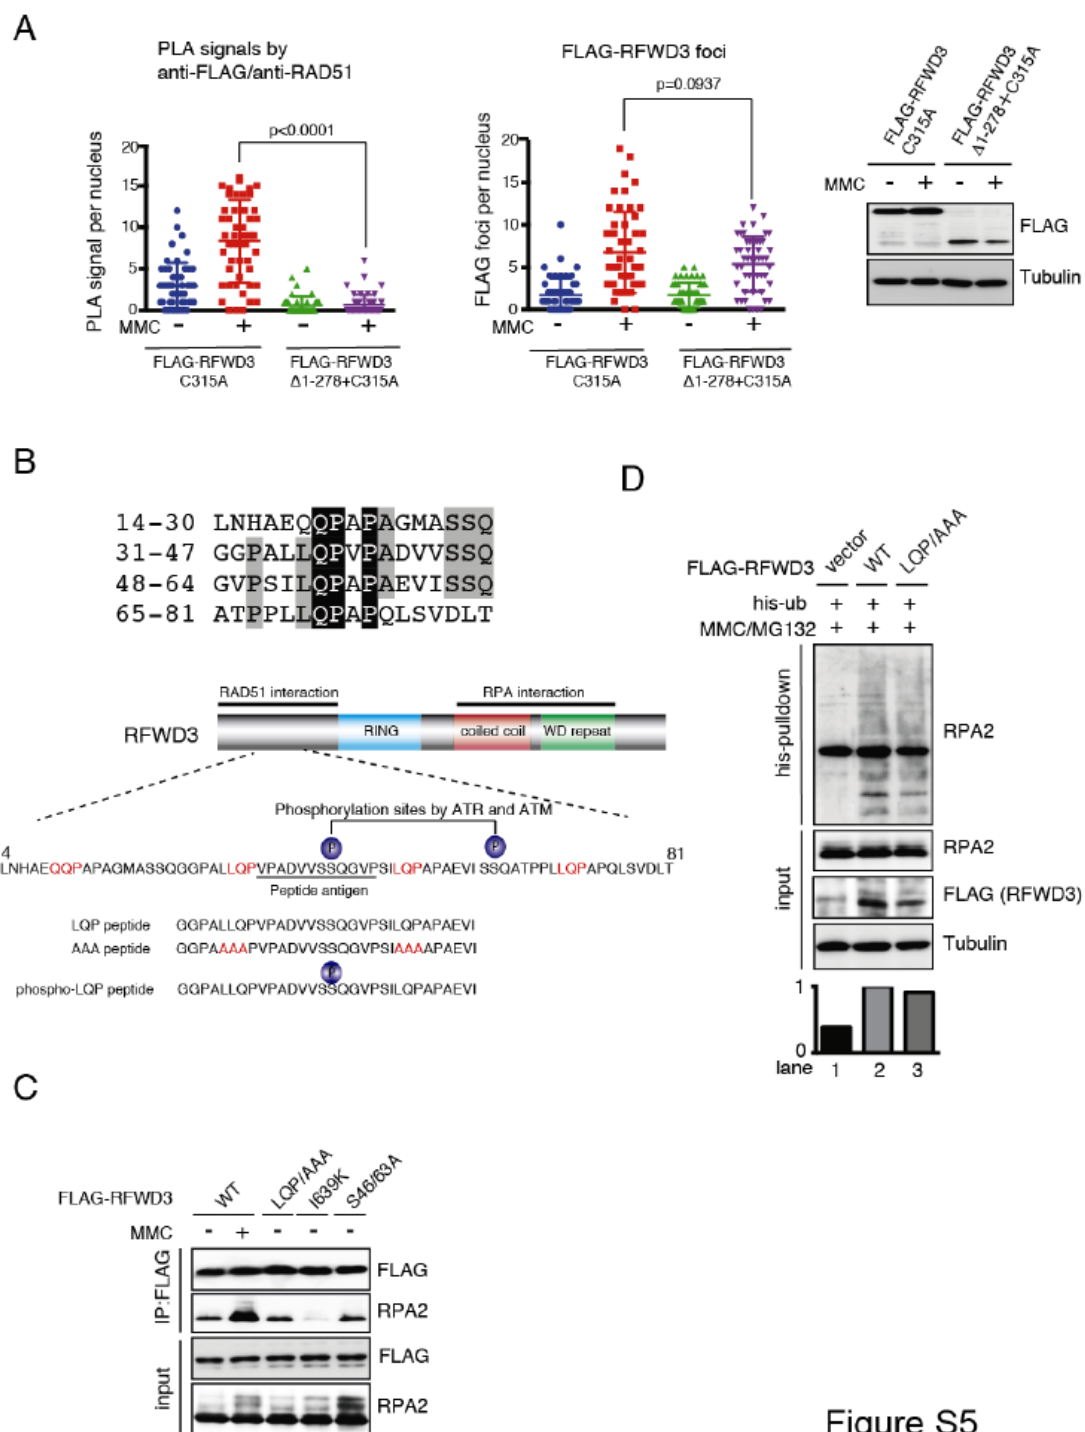 A
PLA signals by
anti-FLAG/anti-RAD51
p<0.0001
PLA signal per nucleus
20
15
10
5
0
MMC - + - +
FLAG-RFWD3
C315A
FLAG-RFWD3
Δ1-278+C315A
FLAG-RFWD3 foci
p=0.0937
FLAG foci per nucleus
20
15
10
5
0
MMC - + - +
FLAG-RFWD3
C315A
FLAG-RFWD3
Δ1-278+C315A
FLAG-RFWD3
C315A
FLAG-RFWD3
Δ1-278+C315A
MMC - + - +
FLAG
Tubulin
B
14-30 LNHAEQQPAPAGMASSQ
31-47 GGPALLQPVPADVVSSQ
48-64 GVPSILQPAPAEVISSQ
65-81 ATPPLLQPAPQLSVDLT
RAD51 interaction
RPA interaction
RFWD3
RING
coiled coil
WD repeat
Phosphorylation sites by ATR and ATM
P
P
4
81
LNHAEQQPAPAGMASSQGGPALLQPVPADVVSSQGVPSILQPAPAEVISSQATPPLLQPAPQLSVDLT
Peptide antigen
LQP peptide GGPALLQPVPADVVSSQGVPSILQPAPAEVI
AAA peptide GGPAAAAPVPADVVSSQGVPSIAAAAPAEVI
P
phospho-LQP peptide GGPALLQPVPADVVSSQGVPSILQPAPAEVI
C
FLAG-RFWD3 WT LQP/AAA I639K S46/63A
MMC - + - - -
IP:FLAG
FLAG
RPA2
input
FLAG
RPA2
D
FLAG-RFWD3 vector WT LQP/AAA
his-ub + + +
MMC/MG132 + + +
his-pulldown
RPA2
input
RPA2
FLAG (RFWD3)
Tubulin
1
0
lane 1 2 3
Figure S5